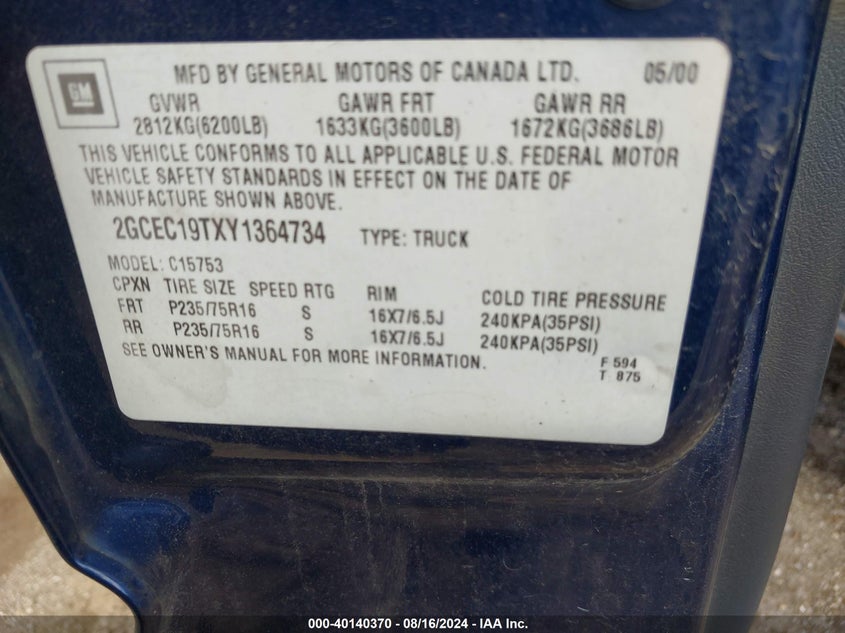 GM
MFD BY GENERAL MOTORS OF CANADA LTD. 05/00
GVWR GAWR FRT GAWR RR
2812KG(6200LB) 1633KG(3600LB) 1672KG(3686LB)
THIS VEHICLE CONFORMS TO ALL APPLICABLE U.S. FEDERAL MOTOR
VEHICLE SAFETY STANDARDS IN EFFECT ON THE DATE OF
MANUFACTURE SHOWN ABOVE.
2GCEC19TXY1364734 TYPE: TRUCK
MODEL: C15753
CPXN TIRE SIZE SPEED RTG RIM COLD TIRE PRESSURE
FRT P235/75R16 S 16X7/6.5J 240KPA(35PSI)
RR P235/75R16 S 16X7/6.5J 240KPA(35PSI)
SEE OWNER'S MANUAL FOR MORE INFORMATION.
F 594
T 875
000-40140370 - 08/16/2024 - IAA Inc.